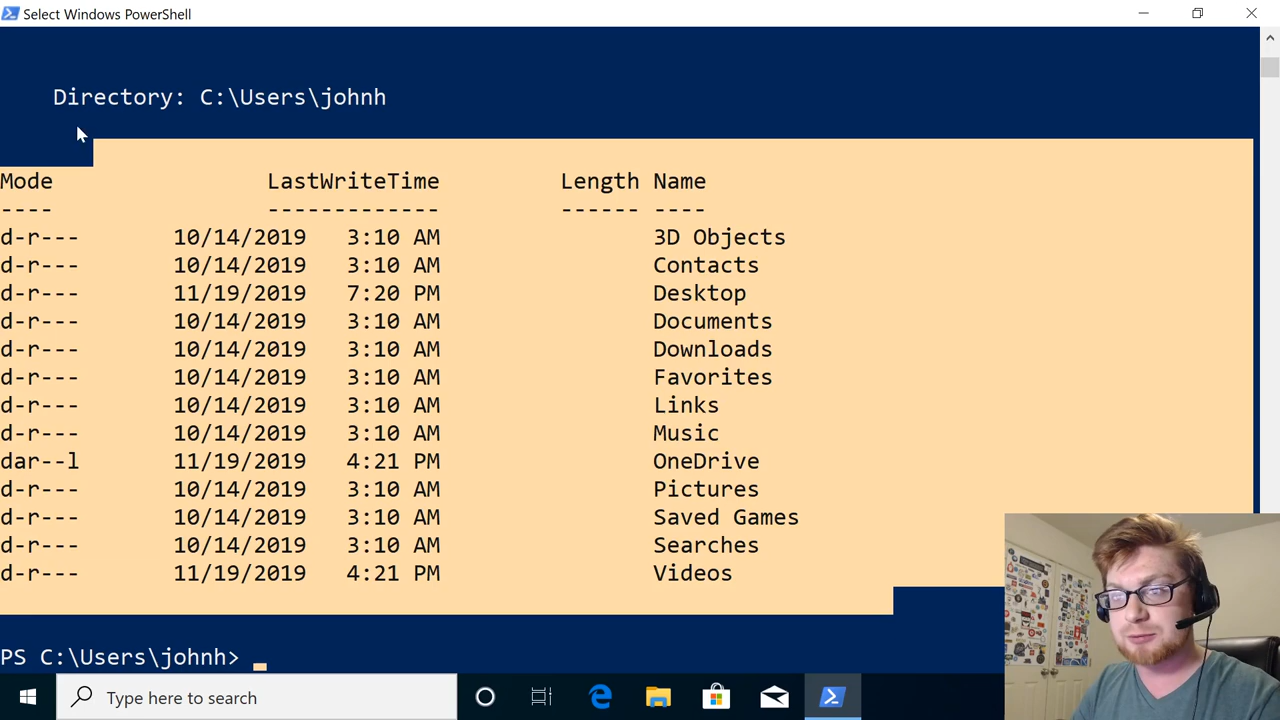 Select Windows PowerShell
Directory: C:\Users\johnh
Mode LastWriteTime Length Name
---- ------------- ------ ----
d-r--- 10/14/2019 3:10 AM 3D Objects
d-r--- 10/14/2019 3:10 AM Contacts
d-r--- 11/19/2019 7:20 PM Desktop
d-r--- 10/14/2019 3:10 AM Documents
d-r--- 10/14/2019 3:10 AM Downloads
d-r--- 10/14/2019 3:10 AM Favorites
d-r--- 10/14/2019 3:10 AM Links
d-r--- 10/14/2019 3:10 AM Music
dar--l 11/19/2019 4:21 PM OneDrive
d-r--- 10/14/2019 3:10 AM Pictures
d-r--- 10/14/2019 3:10 AM Saved Games
d-r--- 10/14/2019 3:10 AM Searches
d-r--- 11/19/2019 4:21 PM Videos
PS C:\Users\johnh> _
Type here to search